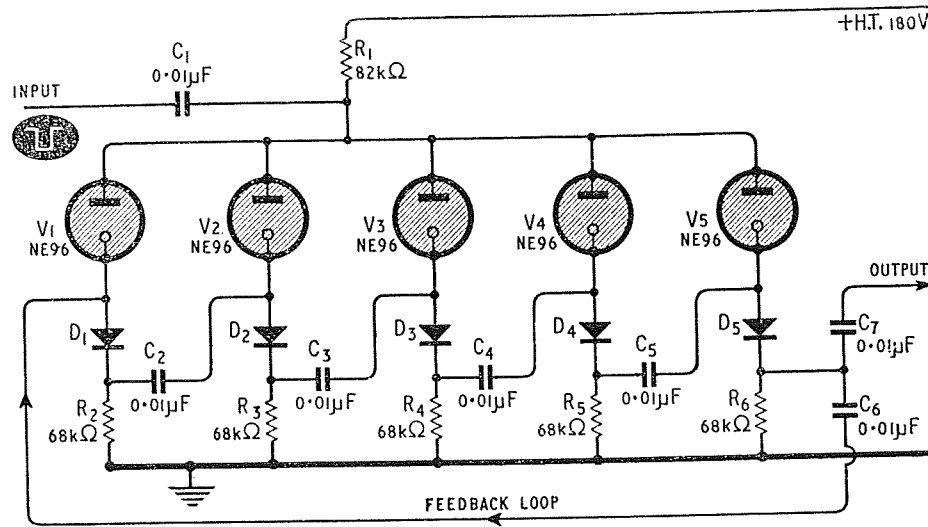 +H.T. 180V
R1
82kΩ
C1
0·01µF
INPUT
V1
NE96
V2
NE96
V3
NE96
V4
NE96
V5
NE96
OUTPUT
D1
D2
D3
D4
D5
C2
0·01µF
C3
0·01µF
C4
0·01µF
C5
0·01µF
C7
0·01µF
C6
0·01µF
R2
68kΩ
R3
68kΩ
R4
68kΩ
R5
68kΩ
R6
68kΩ
FEEDBACK LOOP